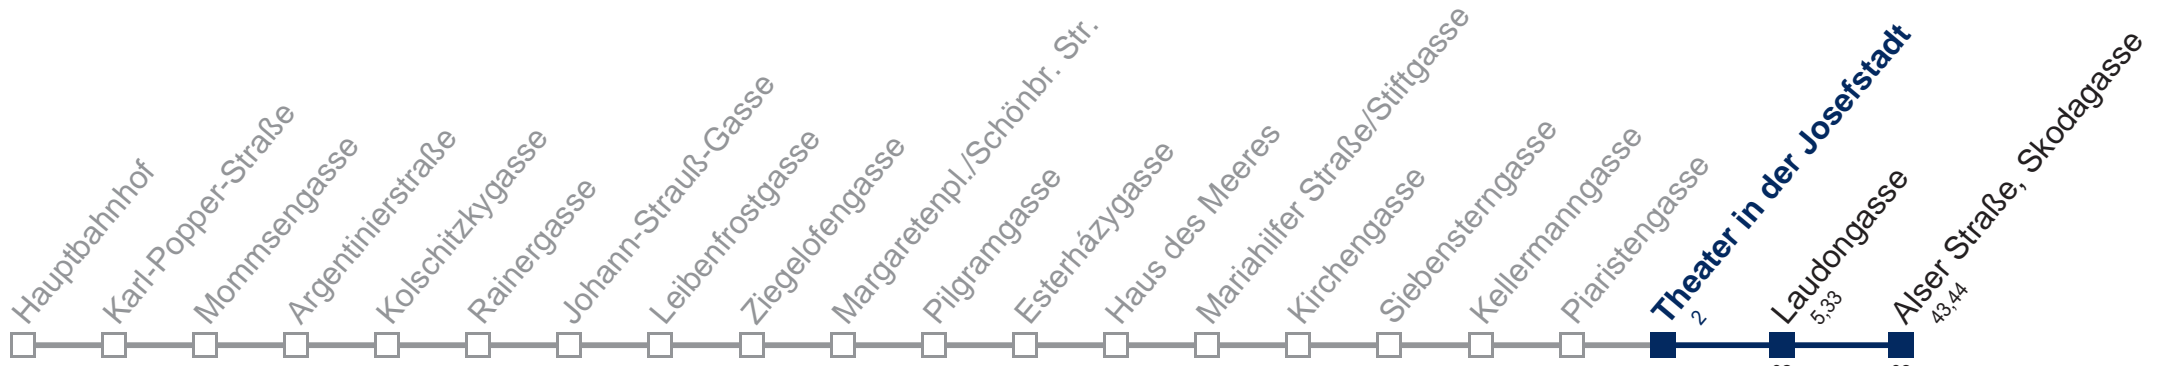 Hauptbahnhof
Karl-Popper-Straße
Mommsengasse
Argentinierstraße
Kolschitzkygasse
Rainergasse
Johann-Strauß-Gasse
Leibenfrostgasse
Ziegelofengasse
Margaretenpl./Schönbr. Str.
Pilgramgasse
Esterházygasse
Haus des Meeres
Mariahilfer Straße/Stiftgasse
Kirchengasse
Siebensterngasse
Kellermanngasse
Piaristengasse
Theater in der Josefstadt
2
Laudongasse
5,33
Alser Straße, Skodagasse
43,44